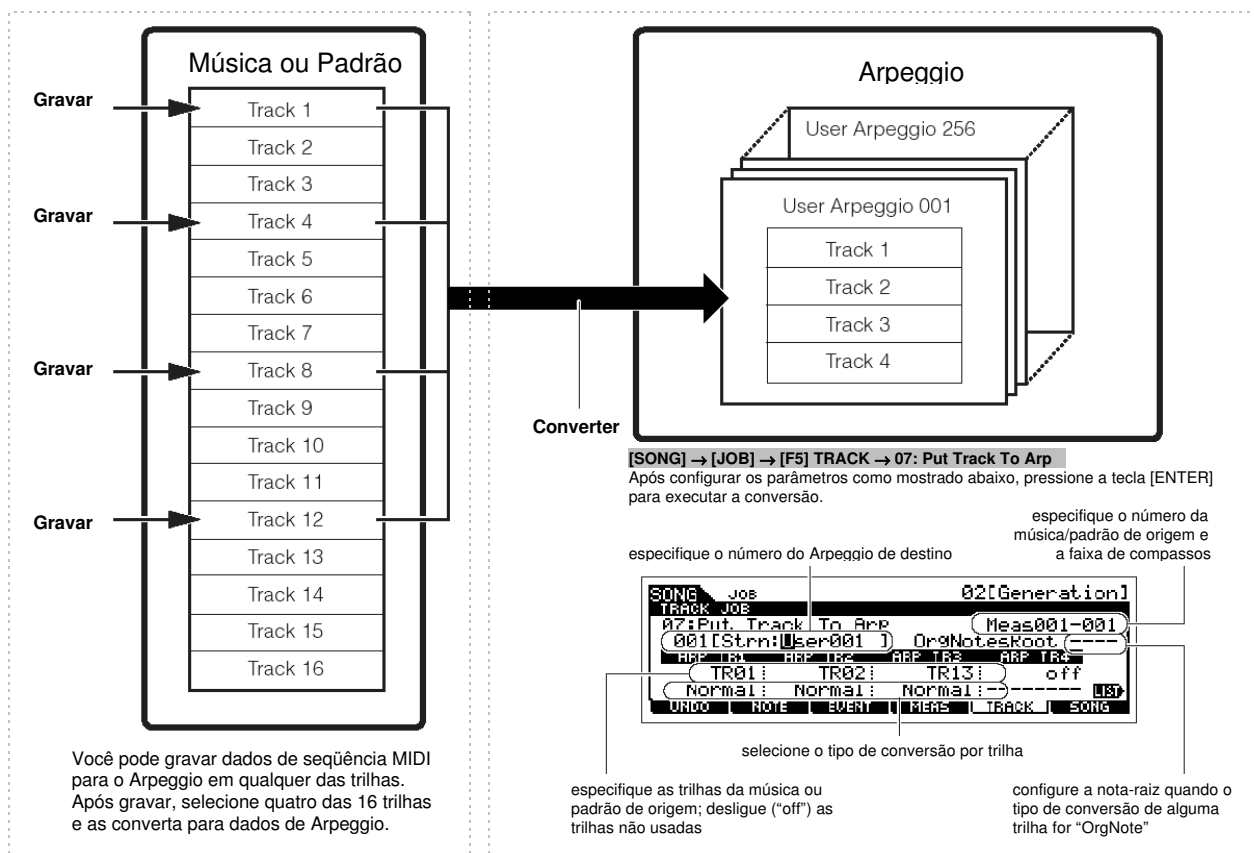 Música ou Padrão
Gravar
Track 1
Track 2
Track 3
Gravar
Track 4
Track 5
Track 6
Track 7
Gravar
Track 8
Track 9
Track 10
Track 11
Gravar
Track 12
Track 13
Track 14
Track 15
Track 16
Você pode gravar dados de seqüência MIDI
para o Arpeggio em qualquer das trilhas.
Após gravar, selecione quatro das 16 trilhas
e as converta para dados de Arpeggio.
Converter
Arpeggio
User Arpeggio 256
User Arpeggio 001
Track 1
Track 2
Track 3
Track 4
[SONG] → [JOB] → [F5] TRACK → 07: Put Track To Arp
Após configurar os parâmetros como mostrado abaixo, pressione a tecla [ENTER]
para executar a conversão.
especifique o número da
música/padrão de origem e
a faixa de compassos
especifique o número do Arpeggio de destino
SONG JOB 02[Generation]
TRACK JOB
07:Put Track To Arp Meas001-001
001[Strn:User001 ] OrgNotesRoot ----
ARP TR1 ARP TR2 ARP TR3 ARP TR4
TR01: TR02: TR13: off
Normal: Normal: Normal:-------- LIST
UNDO NOTE EVENT MEAS TRACK SONG
selecione o tipo de conversão por trilha
especifique as trilhas da música ou
padrão de origem; desligue (“off”) as
trilhas não usadas
configure a nota-raiz quando o
tipo de conversão de alguma
trilha for “OrgNote”